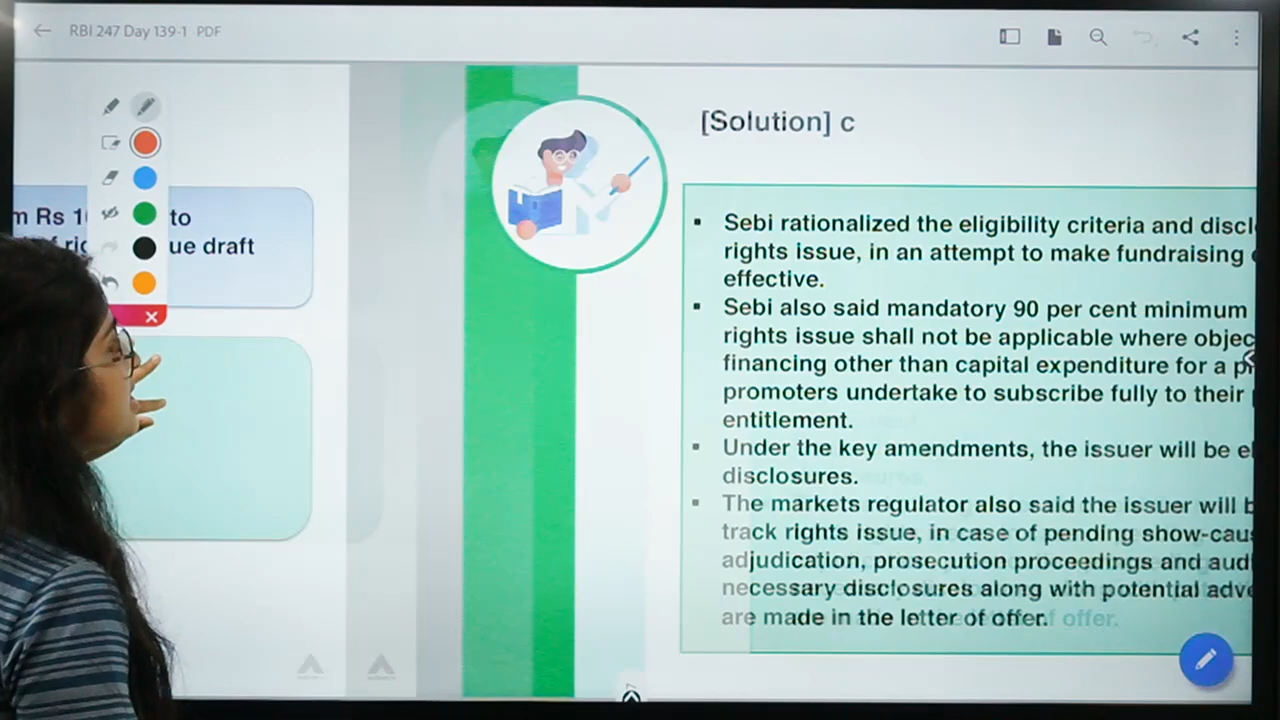 RBI 247 Day 139-1 PDF
m Rs 1 to
f ri ue draft
[Solution] c
▪ Sebi rationalized the eligibility criteria and discl
rights issue, in an attempt to make fundraising
effective.
▪ Sebi also said mandatory 90 per cent minimum
rights issue shall not be applicable where objec
financing other than capital expenditure for a p
promoters undertake to subscribe fully to their
entitlement.
▪ Under the key amendments, the issuer will be el
disclosures.
▪ The markets regulator also said the issuer will b
track rights issue, in case of pending show-cau
adjudication, prosecution proceedings and aud
necessary disclosures along with potential adve
are made in the letter of offer.